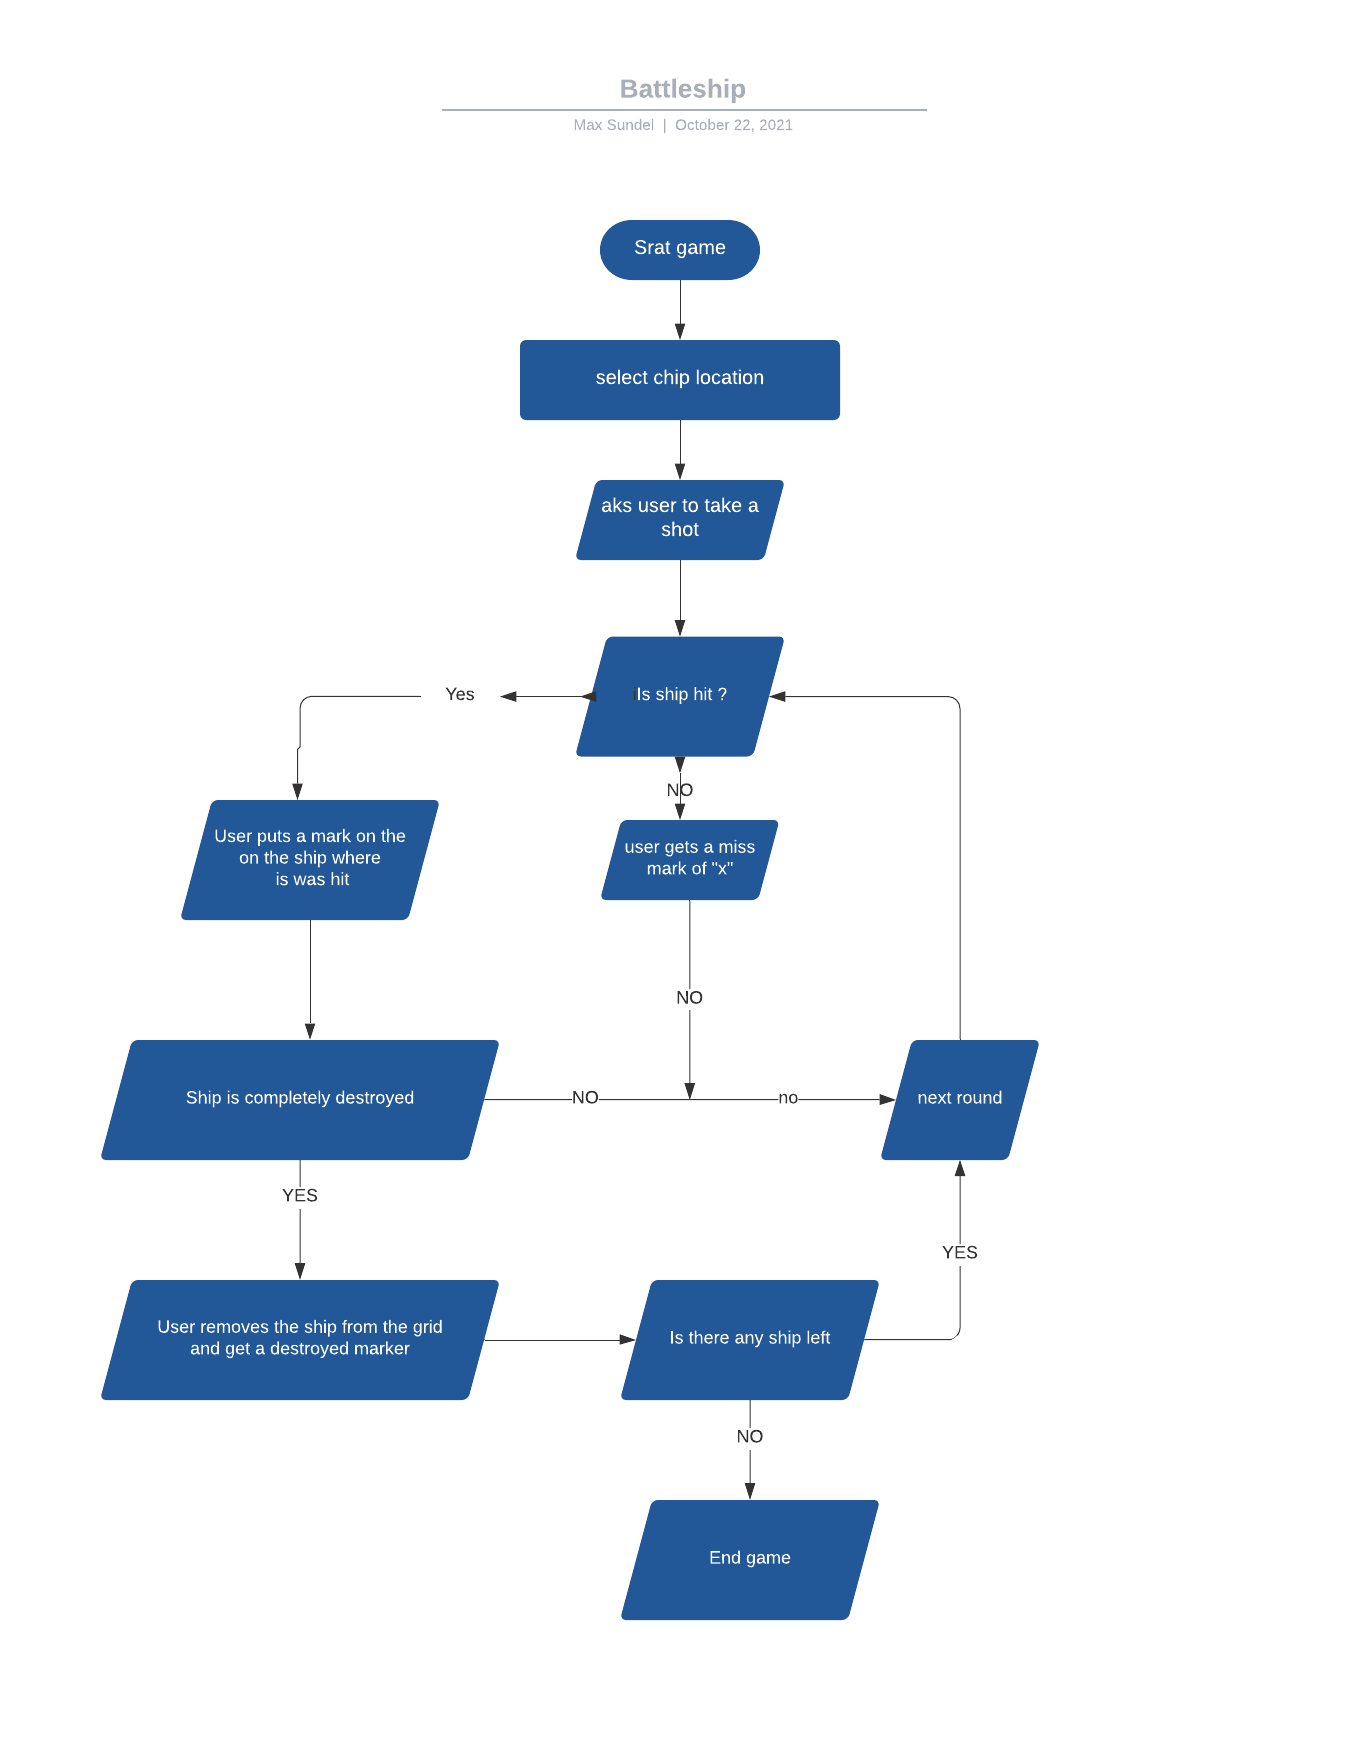 Battleship
Max Sundel | October 22, 2021
Srat game
select chip location
aks user to take a
shot
Is ship hit ?
Yes
NO
User puts a mark on the
on the ship where
is was hit
user gets a miss
mark of "x"
NO
Ship is completely destroyed
NO
no
next round
YES
YES
User removes the ship from the grid
and get a destroyed marker
Is there any ship left
NO
End game